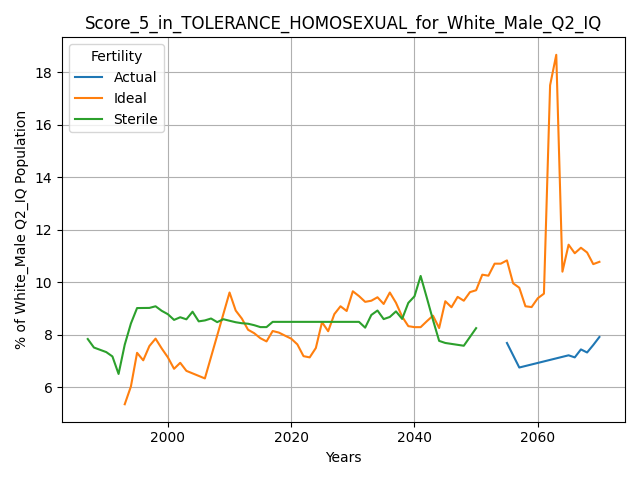 Score_5_in_TOLERANCE_HOMOSEXUAL_for_White_Male_Q2_IQ
Fertility
Actual
Ideal
Sterile
% of White_Male Q2_IQ Population
18
16
14
12
10
8
6
2000
2020
2040
2060
Years